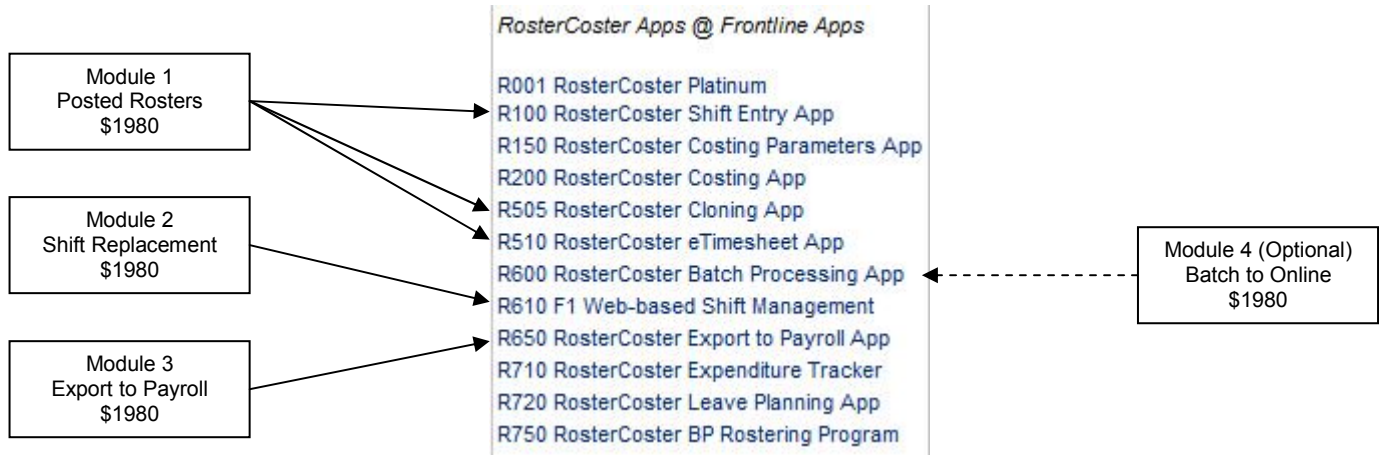 RosterCoster Apps @ Frontline Apps
Module 1
Posted Rosters
$1980
Module 2
Shift Replacement
$1980
Module 3
Export to Payroll
$1980
R001 RosterCoster Platinum
R100 RosterCoster Shift Entry App
R150 RosterCoster Costing Parameters App
R200 RosterCoster Costing App
R505 RosterCoster Cloning App
R510 RosterCoster eTimesheet App
R600 RosterCoster Batch Processing App
R610 F1 Web-based Shift Management
R650 RosterCoster Export to Payroll App
R710 RosterCoster Expenditure Tracker
R720 RosterCoster Leave Planning App
R750 RosterCoster BP Rostering Program
Module 4 (Optional)
Batch to Online
$1980